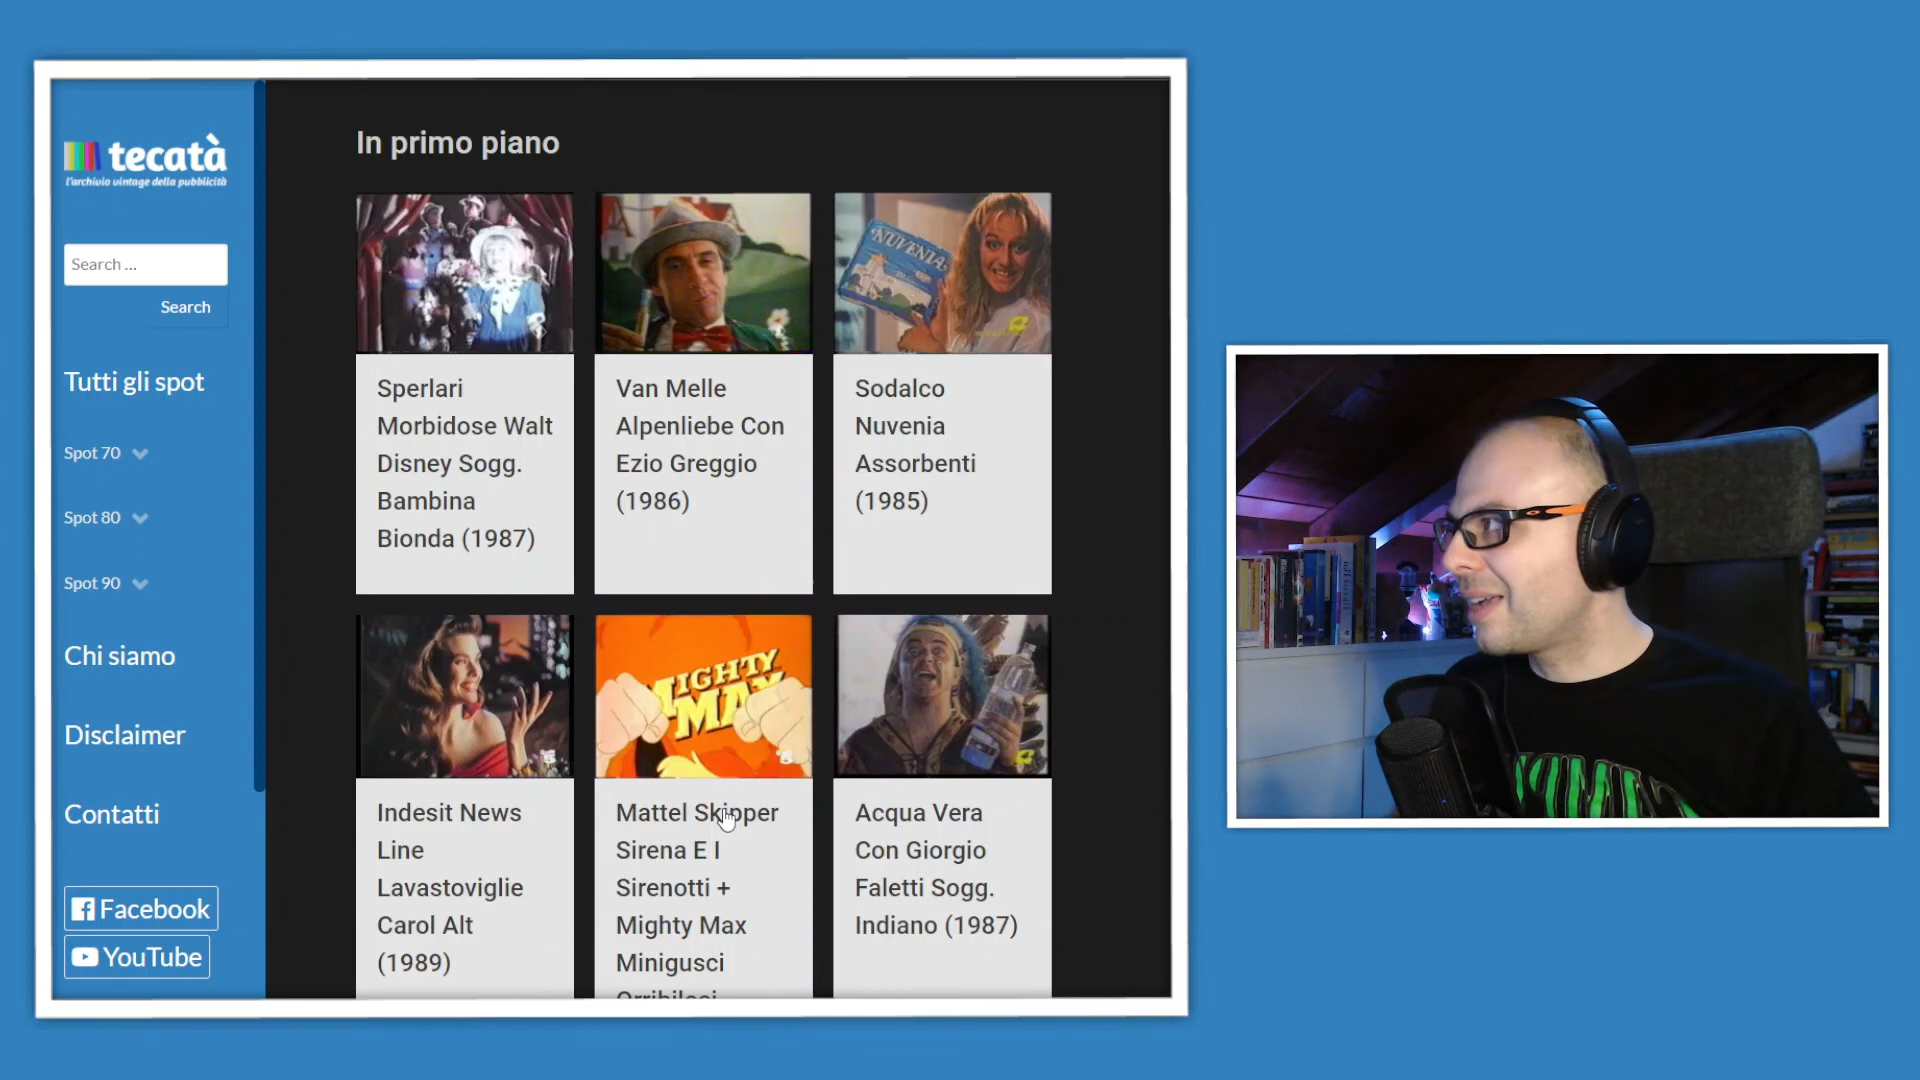 tecatà
l'archivio vintage della pubblicità
Search ...
Search
Tutti gli spot
Spot 70
Spot 80
Spot 90
Chi siamo
Disclaimer
Contatti
Facebook
YouTube
In primo piano
Sperlari
Morbidose Walt
Disney Sogg.
Bambina
Bionda (1987)
Van Melle
Alpenliebe Con
Ezio Greggio
(1986)
NUVENIA
Sodalco
Nuvenia
Assorbenti
(1985)
Indesit News
Line
Lavastoviglie
Carol Alt
(1989)
MIGHTY
MAX
Mattel Skipper
Sirena E I
Sirenotti +
Mighty Max
Minigusci
Acqua Vera
Con Giorgio
Faletti Sogg.
Indiano (1987)